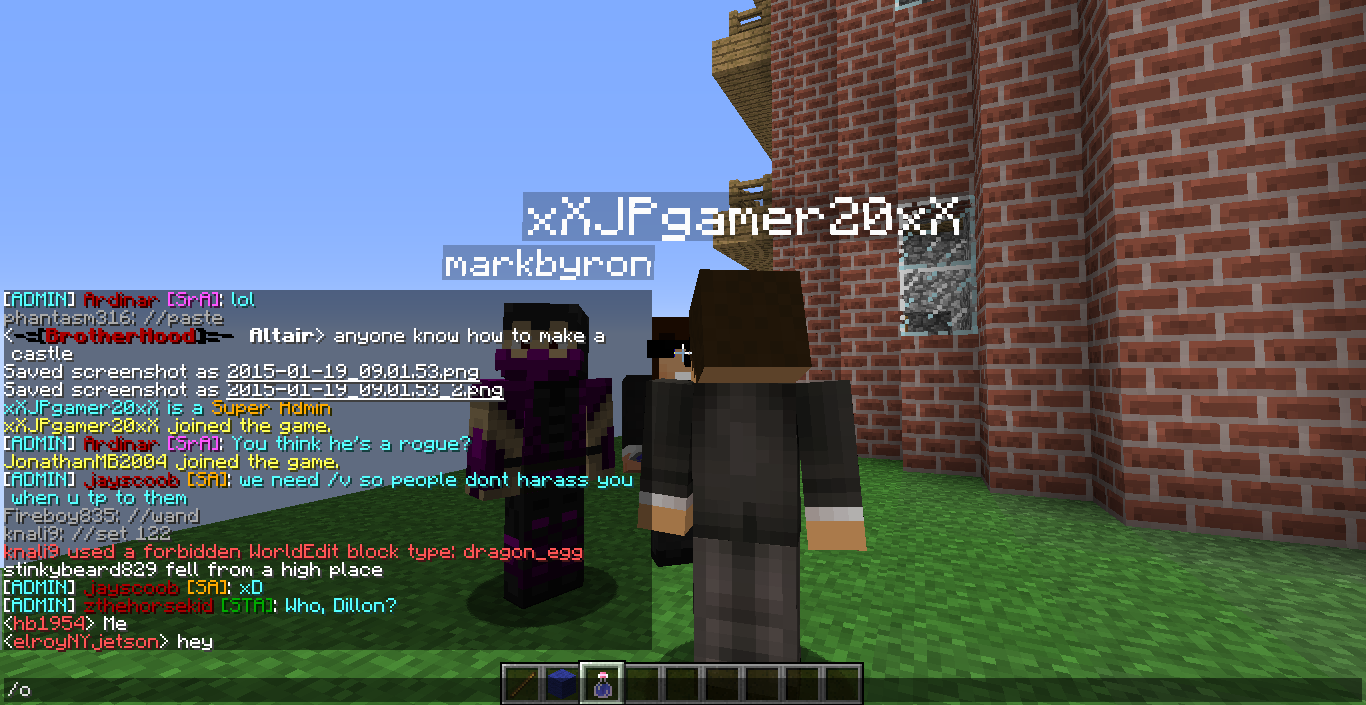 xXJPgamer20xX
markbyron
[ADMIN] Ardinar [SrA]: lol
phantasm316: //paste
<-=[BrotherHood]=- Altair> anyone know how to make a
castle
Saved screenshot as 2015-01-19_09.01.53.png
Saved screenshot as 2015-01-19_09.01.53_2.png
xXJPgamer20xX is a Super Admin
xXJPgamer20xX joined the game.
[ADMIN] Ardinar [SrA]: You think he's a rogue?
JonathanMB2004 joined the game.
[ADMIN] jayscoob [SA]: we need /v so people dont harass you
when u tp to them
Fireboy835: //wand
knali9: //set 122
knali9 used a forbidden WorldEdit block type: dragon_egg
stinkybeard829 fell from a high place
[ADMIN] jayscoob [SA]: xD
[ADMIN] zthehorsekid [STA]: Who, Dillon?
<hb1954> Me
<elroyNYjetson> hey
/o